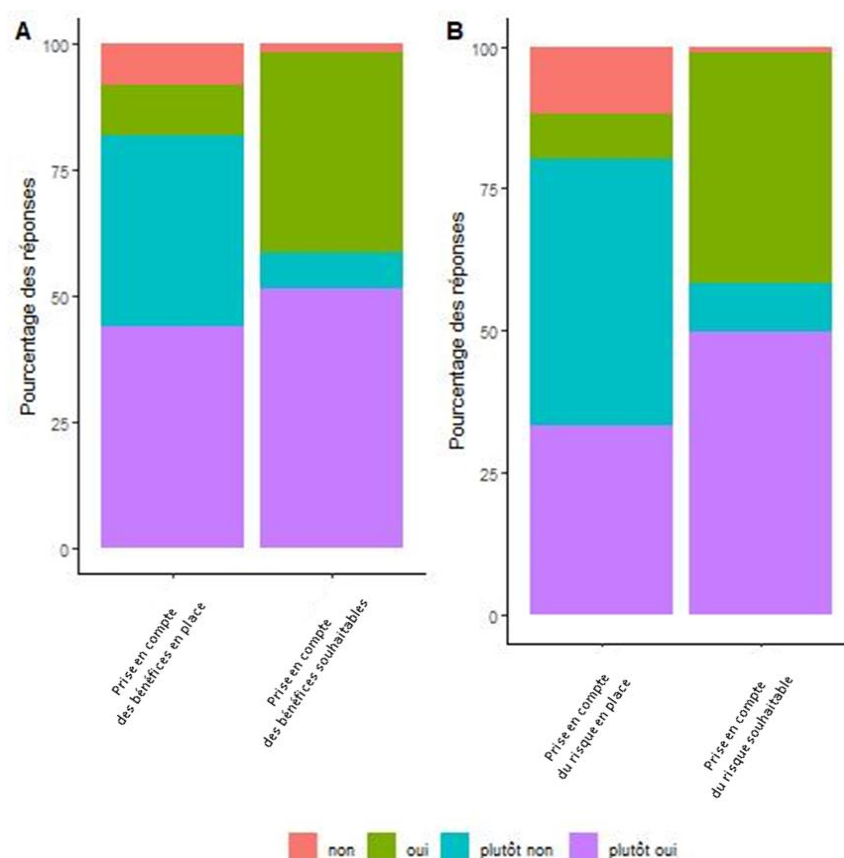 A
Pourcentage des réponses
100
75
50
25
0
Prise en compte
des bénéfices en place
Prise en compte
des bénéfices souhaitables
B
Pourcentage des réponses
100
75
50
25
0
Prise en compte
du risque en place
Prise en compte
du risque souhaitable
non oui plutôt non plutôt oui